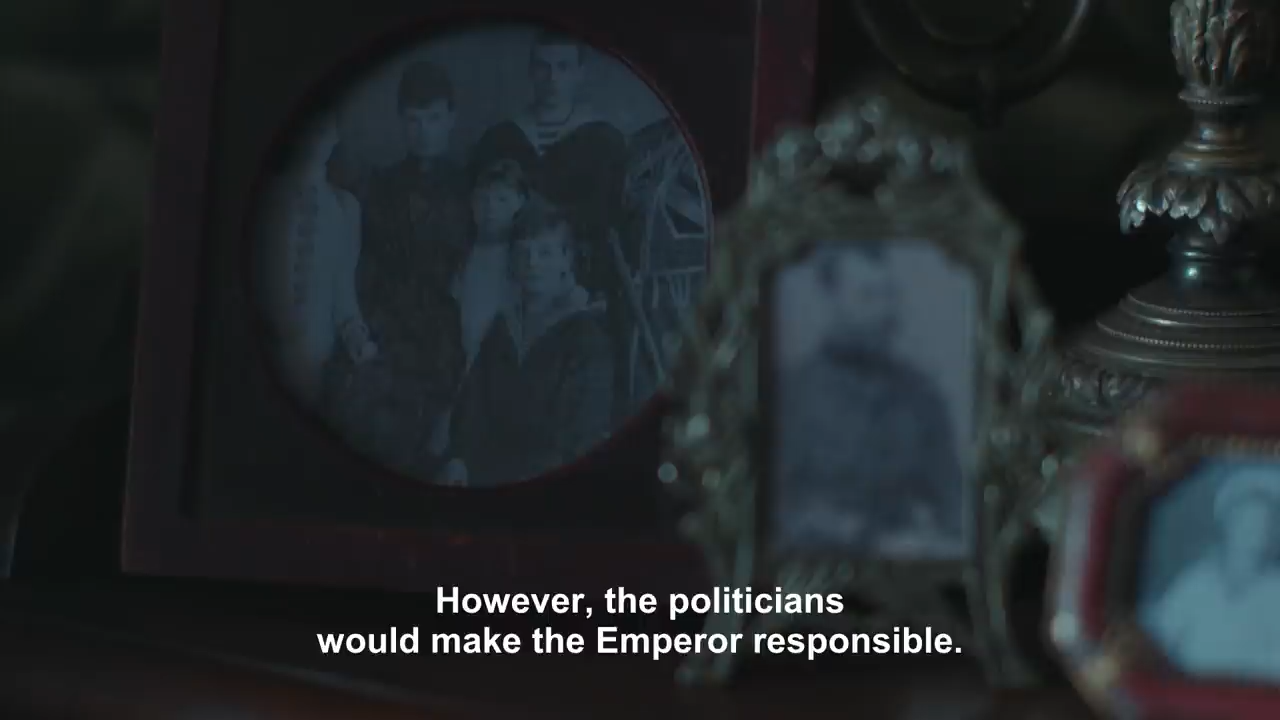 However, the politicians
would make the Emperor responsible.